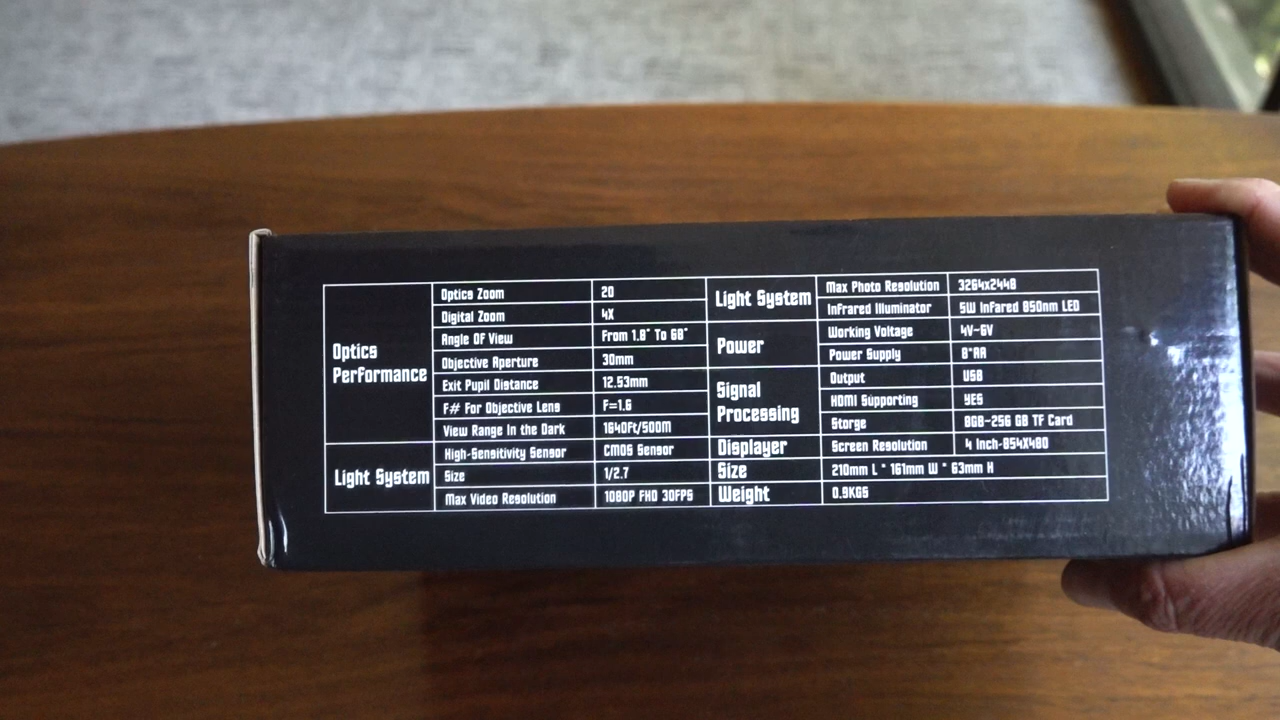 Optics Performance
Optics Zoom 20
Digital Zoom 4X
Angle Of View From 1.8° To 68°
Objective Aperture 30mm
Exit Pupil Distance 12.53mm
F# For Objective Lens F=1.6
View Range In the Dark 1640Ft/500M
Light System
High-Sensitivity Sensor CMOS Sensor
Size 1/2.7
Max Video Resolution 1080P FHD 30FPS
Light System
Max Photo Resolution 3264x2448
InFrared Illuminator 5W InFared 850nm LED
Power
Working Voltage 4V-6V
Power Supply 8*AA
Signal Processing
Output USB
HDMI Supporting YES
Storge 8GB-256 GB TF Card
Displayer
Screen Resolution 4 Inch-854X480
Size 210mm L * 161mm W * 63mm H
Weight 0.9KGS